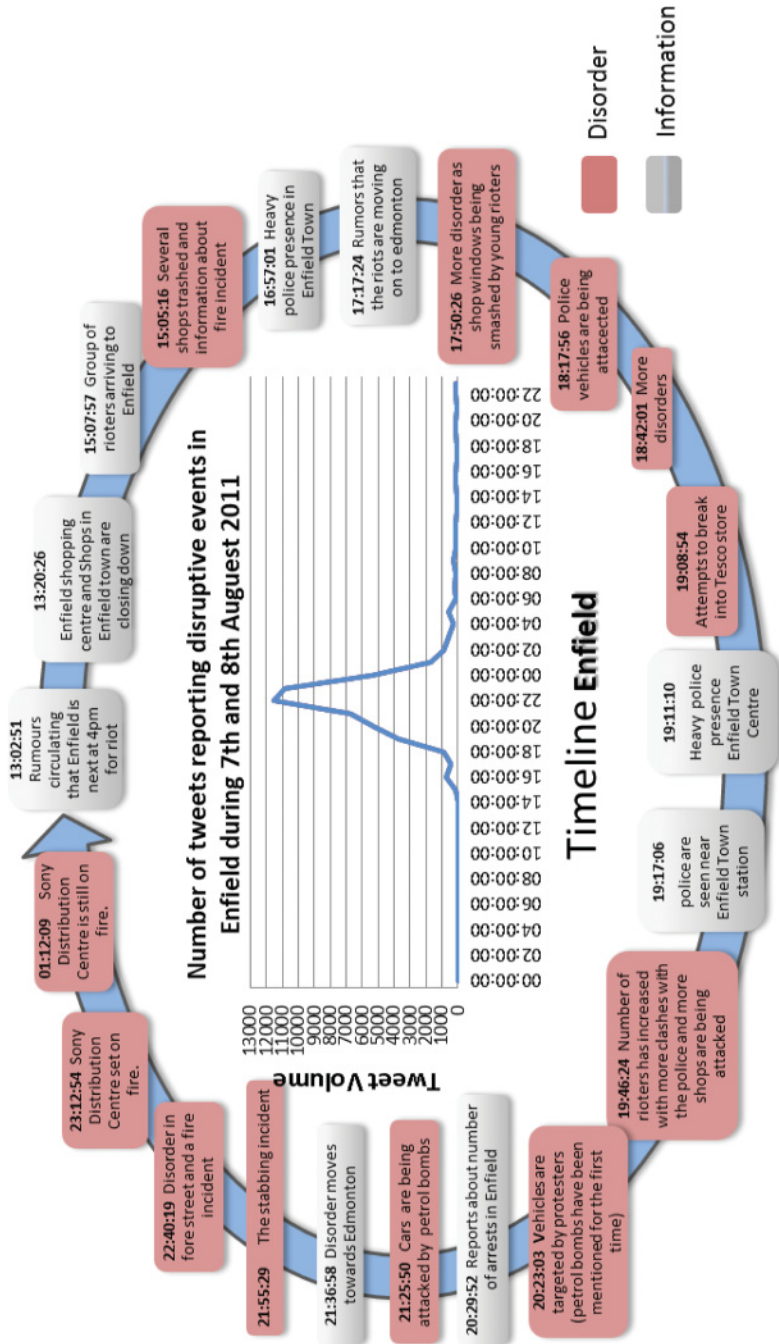 13:02:51
Rumours
circulating
that Enfield is
next at 4pm
for riot
13:20:26
Enfield shopping
centre and Shops in
Enfield town are
closing down
15:07:57 Group of
rioters arriving to
Enfield
15:05:16 Several
shops trashed and
information about
fire incident
16:57:01 Heavy
police presence in
Enfield Town
17:17:24 Rumors that
the riots are moving
on to edmonton
17:50:26 More disorder as
shop windows being
smashed by young rioters
18:17:56 Police
vehicles are being
attacected
18:42:01 More
disorders
19:08:54
Attempts to break
into Tesco store
19:11:10
Heavy police
presence
Enfield Town
Centre
19:17:06
police are
seen near
Enfield Town
station
19:46:24 Number of
rioters has increased
with more clashes with
the police and more
shops are being
attacked
20:23:03 Vehicles are
targeted by protesters
(petrol bombs have been
mentioned for the first
time)
20:29:52 Reports about number
of arrests in Enfield
21:25:50 Cars are being
attacked by petrol bombs
21:36:58 Disorder moves
towards Edmonton
21:55:29 The stabbing incident
22:40:19 Disorder in
fore street and a fire
incident
23:12:54 Sony
Distribution
Centre set on
fire.
01:12:09 Sony
Distribution
Centre is still on
fire.
Number of tweets reporting disruptive events in
Enfield during 7th and 8th Auguest 2011
Tweet Volume
13000
12000
11000
10000
9000
8000
7000
6000
5000
4000
3000
2000
1000
0
00:00:00
02:00:00
04:00:00
06:00:00
08:00:00
10:00:00
12:00:00
14:00:00
16:00:00
18:00:00
20:00:00
22:00:00
00:00:00
02:00:00
04:00:00
06:00:00
08:00:00
10:00:00
12:00:00
14:00:00
16:00:00
18:00:00
20:00:00
22:00:00
Timeline Enfield
Disorder
Information